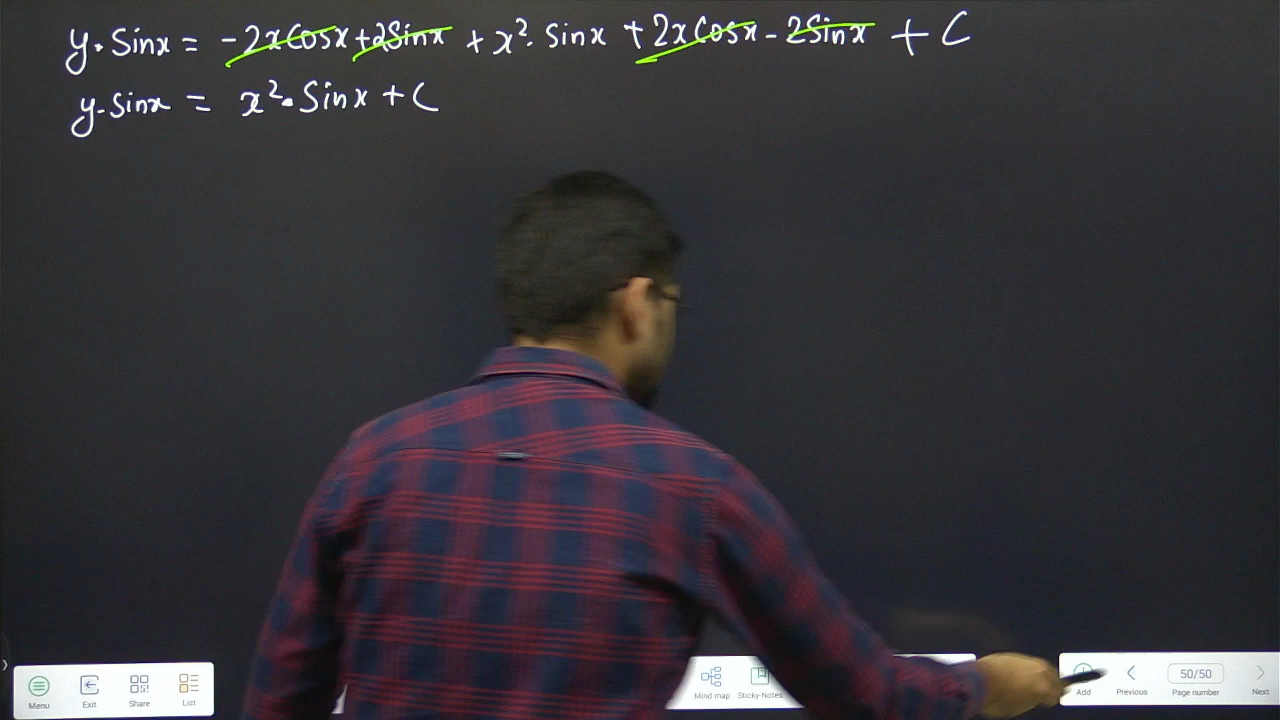 y·Sinx = -2xCosx+2Sinx + x²· sinx +2xCosx - 2Sinx + C
y·Sinx = x²·Sinx + C
Menu Exit Share List Mind map Sticky-Notes Add Previous 50/50 Page number Next